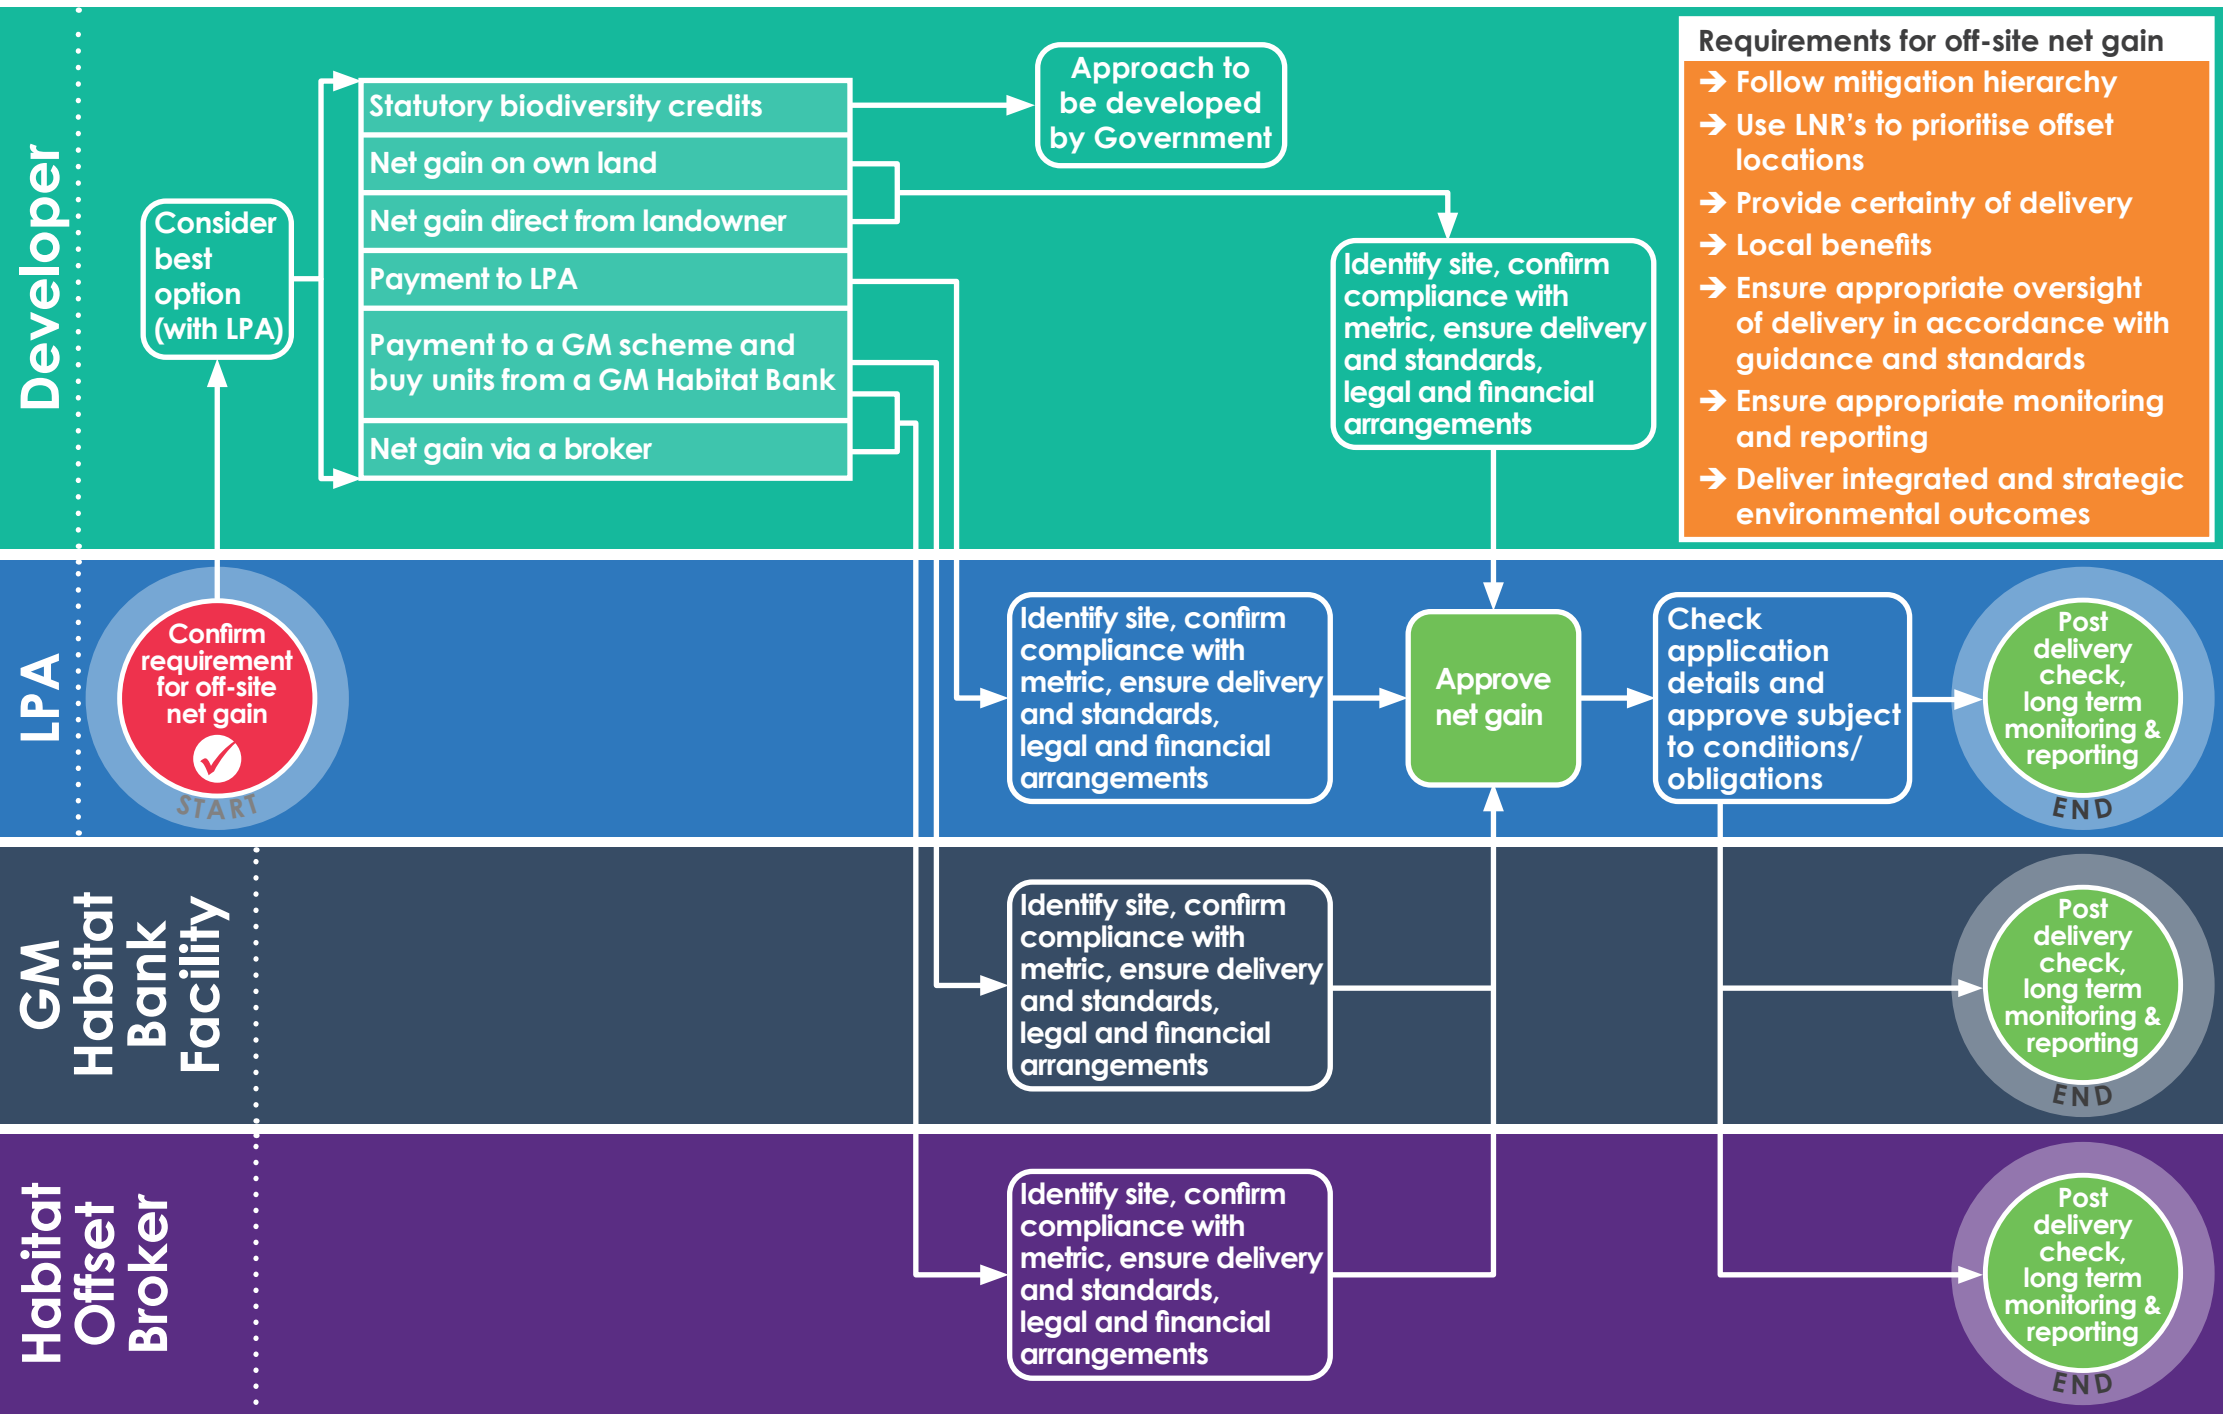 Developer
Consider
best
option
(with LPA)
Statutory biodiversity credits
Net gain on own land
Net gain direct from landowner
Payment to LPA
Payment to a GM scheme and
buy units from a GM Habitat Bank
Net gain via a broker
Approach to
be developed
by Government
Identify site, confirm
compliance with
metric, ensure delivery
and standards,
legal and financial
arrangements
Requirements for off-site net gain
➔ Follow mitigation hierarchy
➔ Use LNR's to prioritise offset
locations
➔ Provide certainty of delivery
➔ Local benefits
➔ Ensure appropriate oversight
of delivery in accordance with
guidance and standards
➔ Ensure appropriate monitoring
and reporting
➔ Deliver integrated and strategic
environmental outcomes
LPA
Confirm
requirement
for off-site
net gain
START
Identify site, confirm
compliance with
metric, ensure delivery
and standards,
legal and financial
arrangements
Approve
net gain
Check
application
details and
approve subject
to conditions/
obligations
Post
delivery
check,
long term
monitoring &
reporting
END
GM
Habitat
Bank
Facility
Identify site, confirm
compliance with
metric, ensure delivery
and standards,
legal and financial
arrangements
Post
delivery
check,
long term
monitoring &
reporting
END
Habitat
Offset
Broker
Identify site, confirm
compliance with
metric, ensure delivery
and standards,
legal and financial
arrangements
Post
delivery
check,
long term
monitoring &
reporting
END